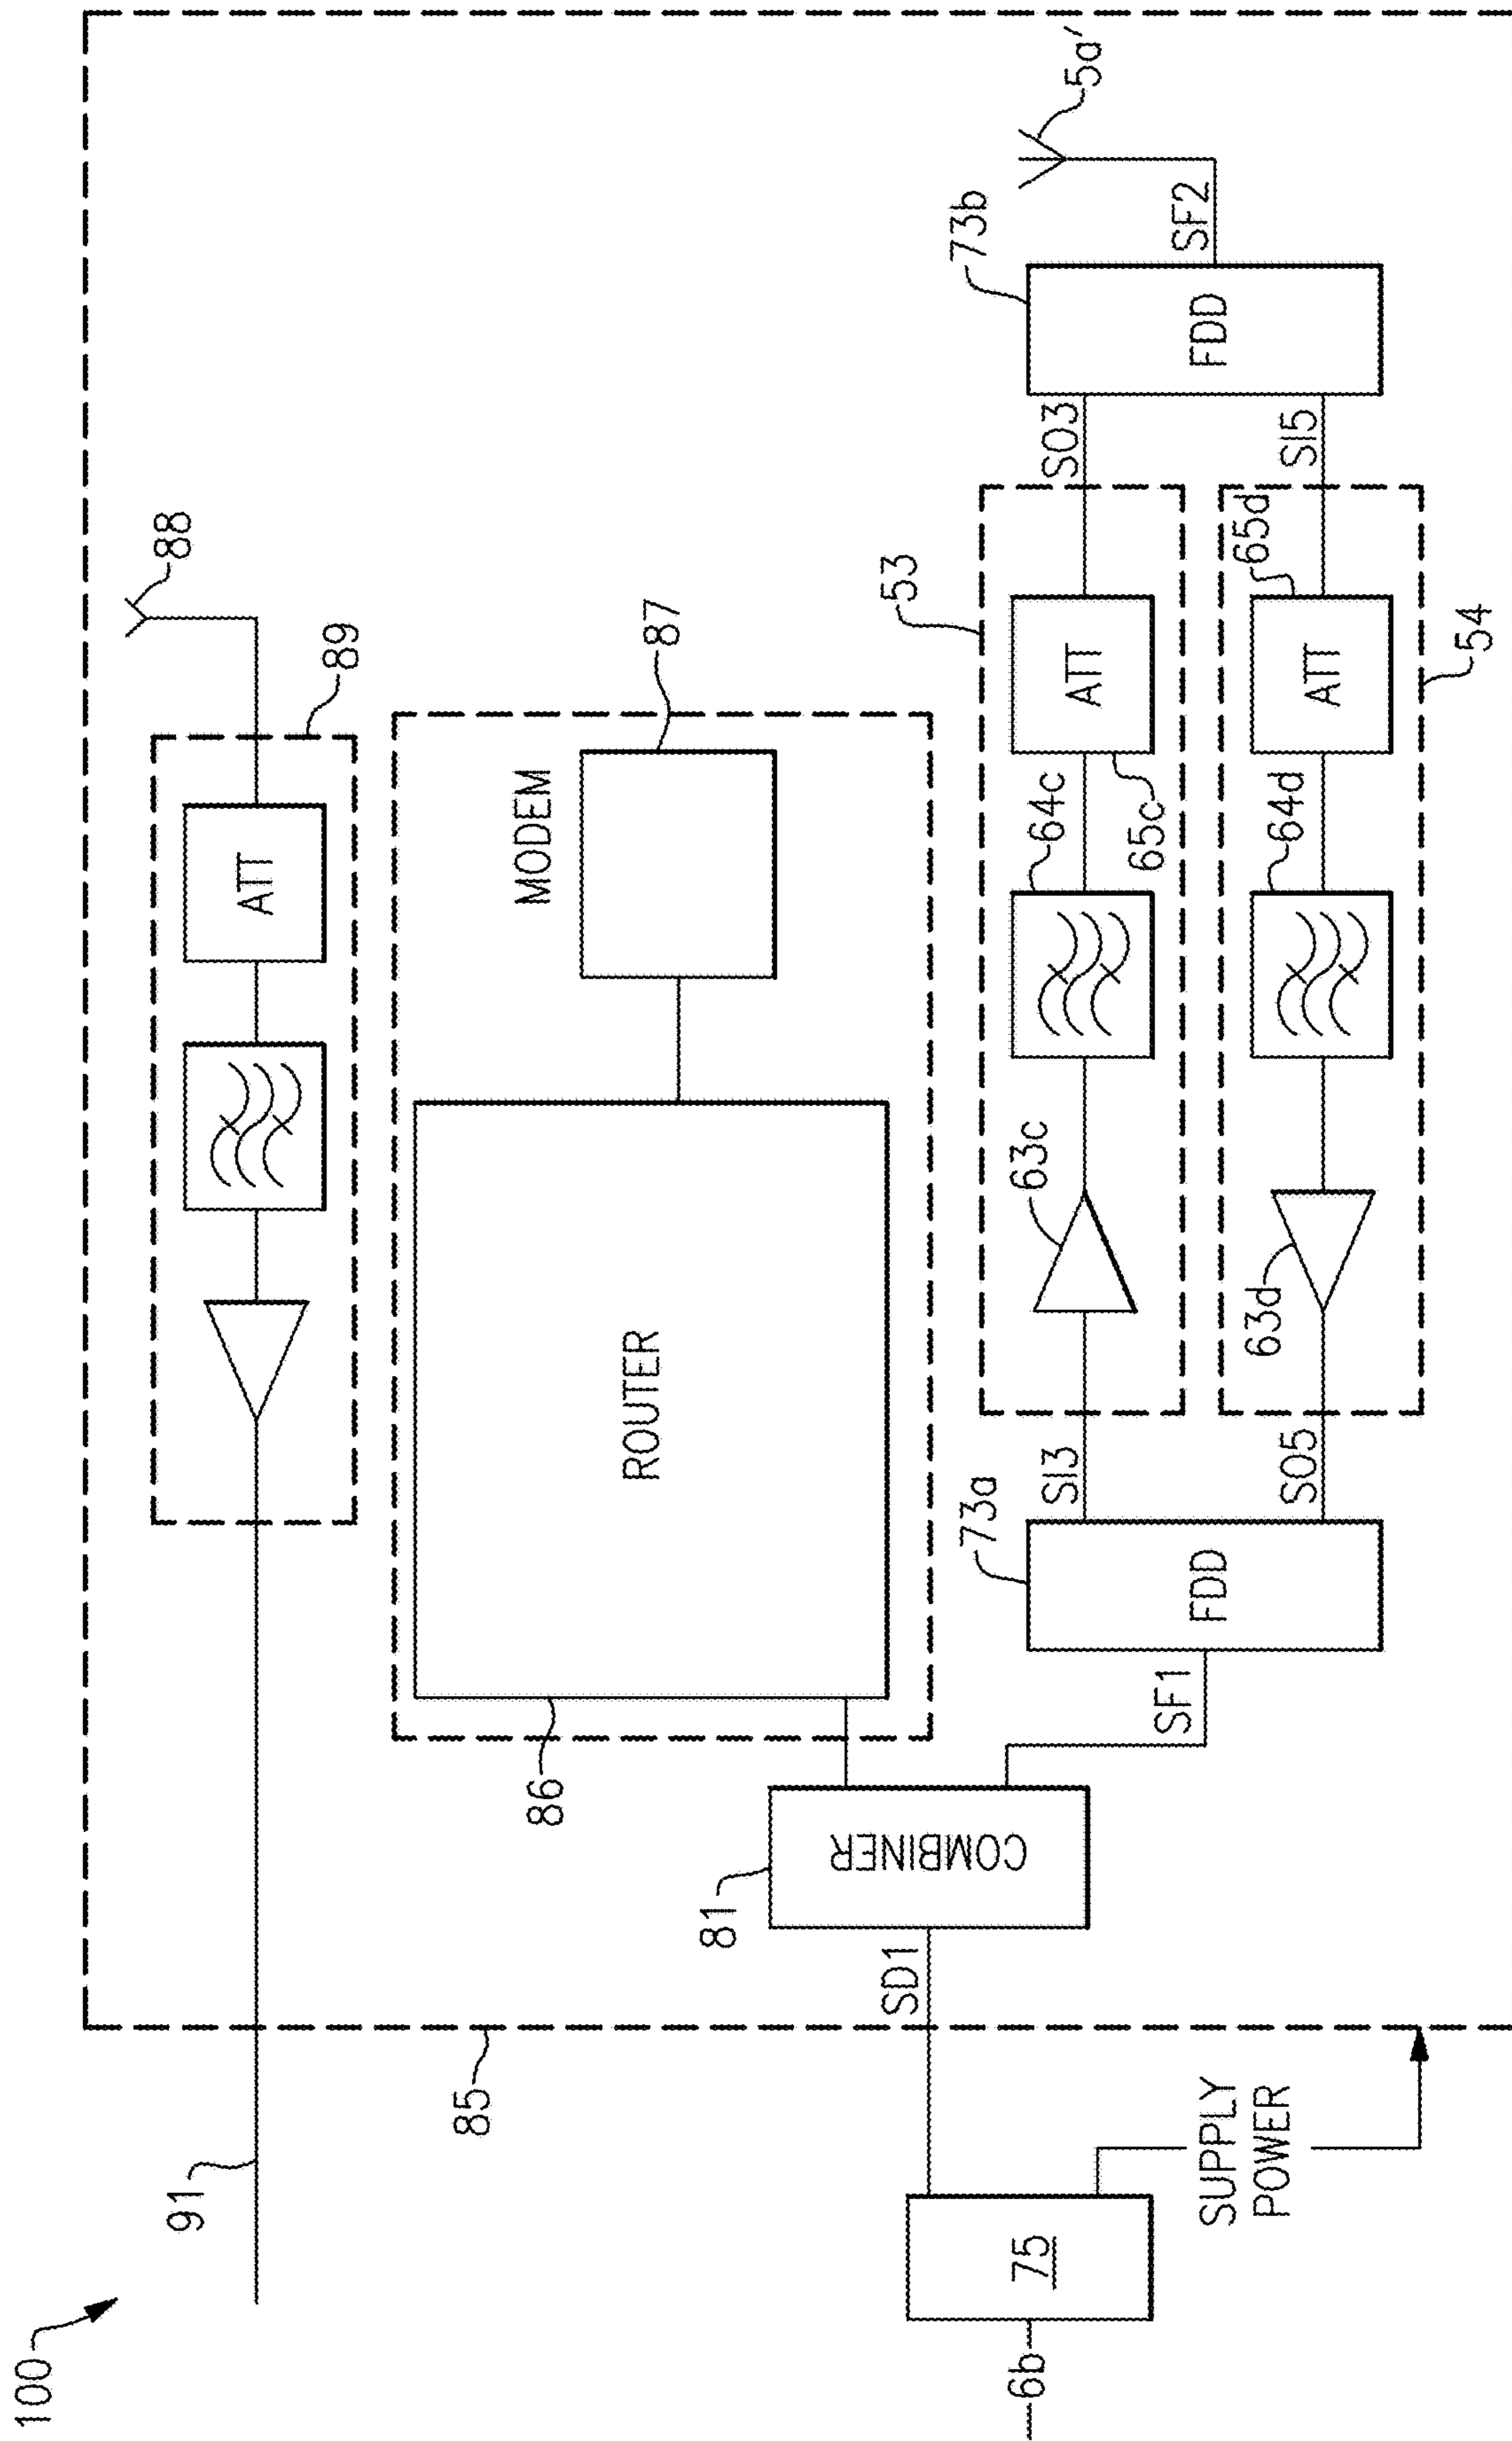 100
91
85
88
89
ATT
86
ROUTER
MODEM
87
81
COMBINER
SD1
SF1
6b
75
SUPPLY
POWER
73a
FDD
SI3
SO5
53
63c
64c
65c
ATT
SO3
54
63d
64d
65d
ATT
SI5
73b
FDD
SF2
5a'